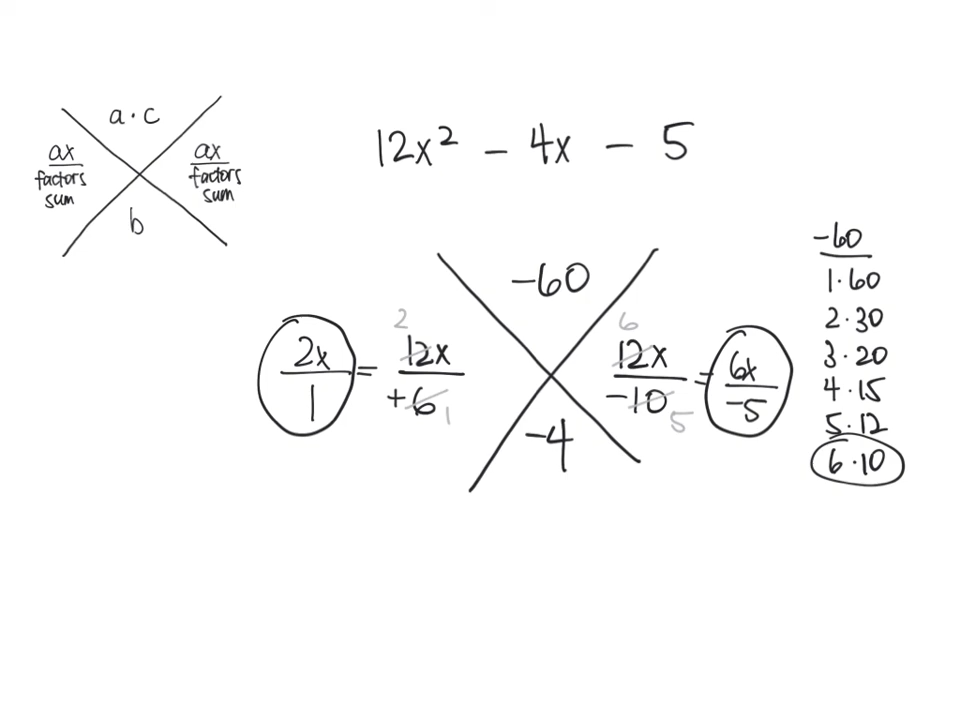 a · c
ax
factors
sum
ax
factors
sum
b
12x² - 4x - 5
-60
2x
1
=
2
12x
+6
1
6
12x
-10
5
=
6x
-5
-4
-60
1·60
2·30
3·20
4·15
5·12
6·10